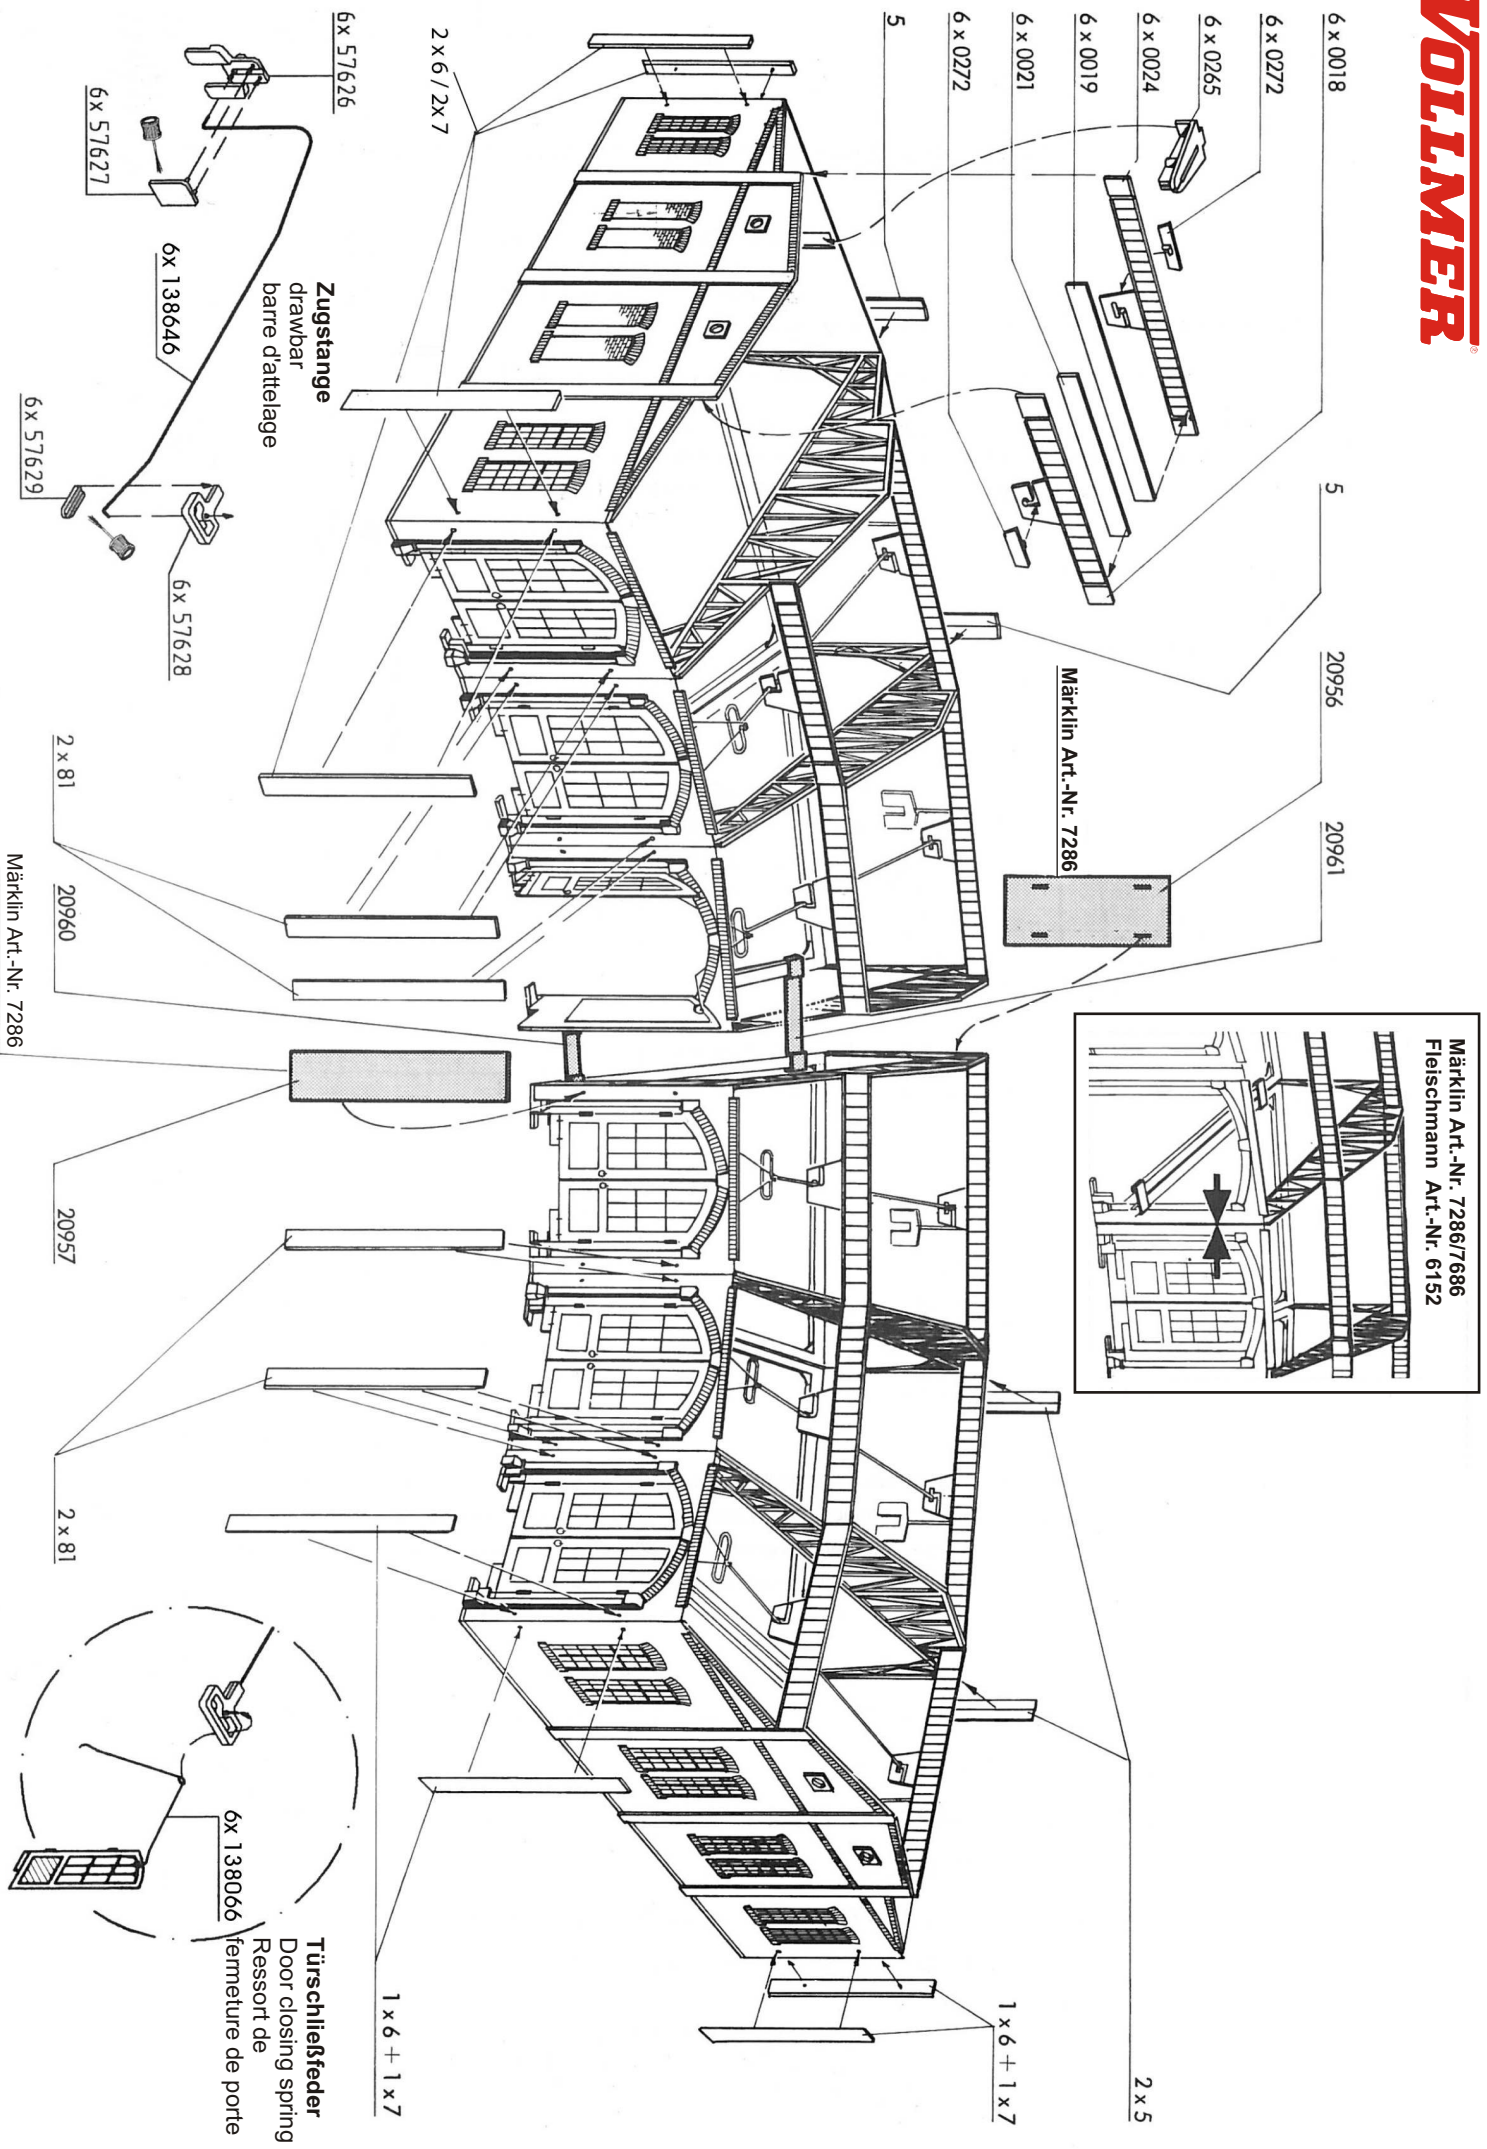 VOLLMER®
6 x 0018
6 x 0272
6 x 0265
6 x 0024
6 x 0019
6 x 0021
6 x 0272
5
2 x 6 / 2x7
6x 57626
6x 57627
6x 138646
Zugstange
drawbar
barre d'attelage
6x 57629
6x 57628
5
20956
20961
Märklin Art.-Nr. 7286
2 x 81
20960
Märklin Art.-Nr. 7286
20957
2 x 81
Märklin Art.-Nr. 7286/7686
Fleischmann Art.-Nr. 6152
2 x 5
1 x 6 + 1 x 7
1 x 6 + 1 x 7
6x 138066
Türschließfeder
Door closing spring
Ressort de
fermeture de porte